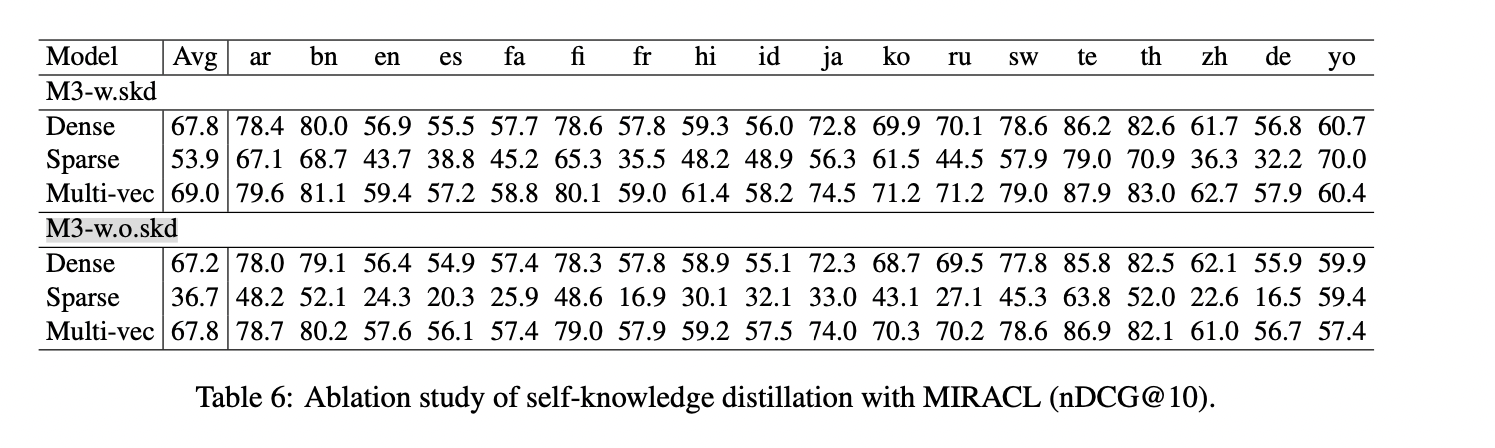 Model Avg ar bn en es fa fi fr hi id ja ko ru sw te th zh de yo
M3-w.skd
Dense 67.8 78.4 80.0 56.9 55.5 57.7 78.6 57.8 59.3 56.0 72.8 69.9 70.1 78.6 86.2 82.6 61.7 56.8 60.7
Sparse 53.9 67.1 68.7 43.7 38.8 45.2 65.3 35.5 48.2 48.9 56.3 61.5 44.5 57.9 79.0 70.9 36.3 32.2 70.0
Multi-vec 69.0 79.6 81.1 59.4 57.2 58.8 80.1 59.0 61.4 58.2 74.5 71.2 71.2 79.0 87.9 83.0 62.7 57.9 60.4
M3-w.o.skd
Dense 67.2 78.0 79.1 56.4 54.9 57.4 78.3 57.8 58.9 55.1 72.3 68.7 69.5 77.8 85.8 82.5 62.1 55.9 59.9
Sparse 36.7 48.2 52.1 24.3 20.3 25.9 48.6 16.9 30.1 32.1 33.0 43.1 27.1 45.3 63.8 52.0 22.6 16.5 59.4
Multi-vec 67.8 78.7 80.2 57.6 56.1 57.4 79.0 57.9 59.2 57.5 74.0 70.3 70.2 78.6 86.9 82.1 61.0 56.7 57.4
Table 6: Ablation study of self-knowledge distillation with MIRACL (nDCG@10).